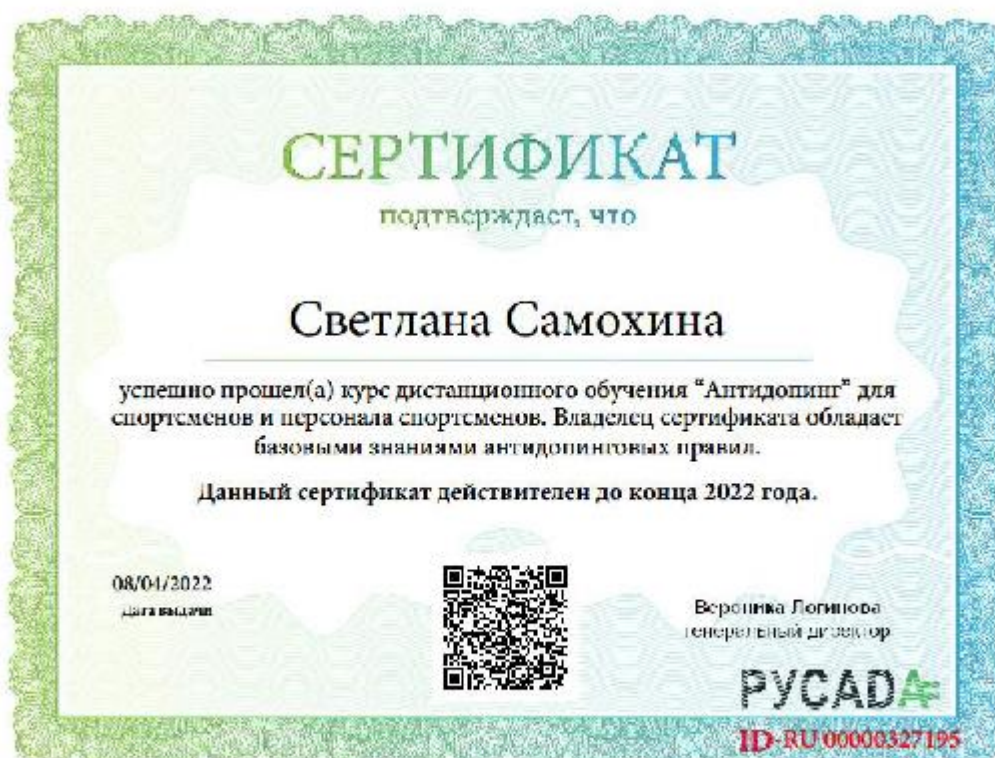 СЕРТИФИКАТ
подтверждает, что
Светлана Самохина
успешно прошел(а) курс дистанционного обучения “Антидопинг” для
спортсменов и персонала спортсменов. Владелец сертификата обладает
базовыми знаниями антидопинговых правил.
Данный сертификат действителен до конца 2022 года.
08/04/2022
Дата выдачи
Вероника Логинова
генеральный директор
РУСАDА
ID-RU 00000327195